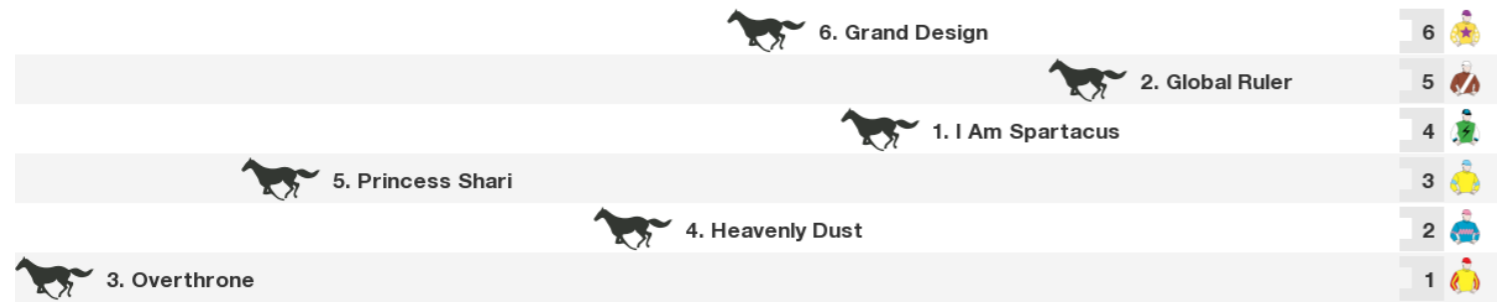 6. Grand Design 6
2. Global Ruler 5
1. I Am Spartacus 4
5. Princess Shari 3
4. Heavenly Dust 2
3. Overthrone 1